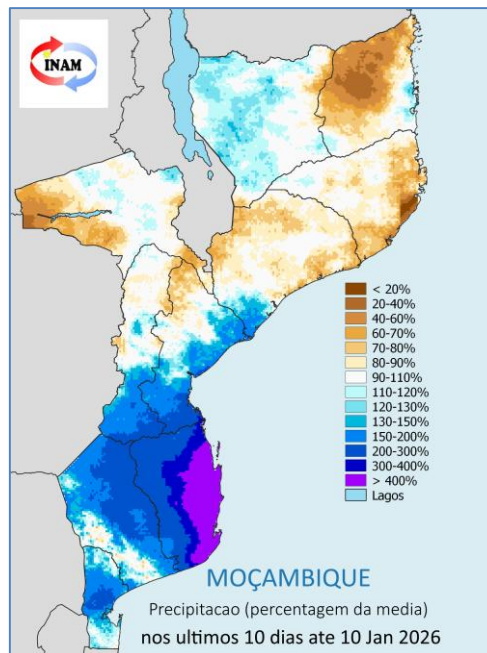 INAM
< 20%
20-40%
40-60%
60-70%
70-80%
80-90%
90-110%
110-120%
120-130%
130-150%
150-200%
200-300%
300-400%
> 400%
Lagos
MOÇAMBIQUE
Precipitacao (percentagem da media)
nos ultimos 10 dias ate 10 Jan 2026